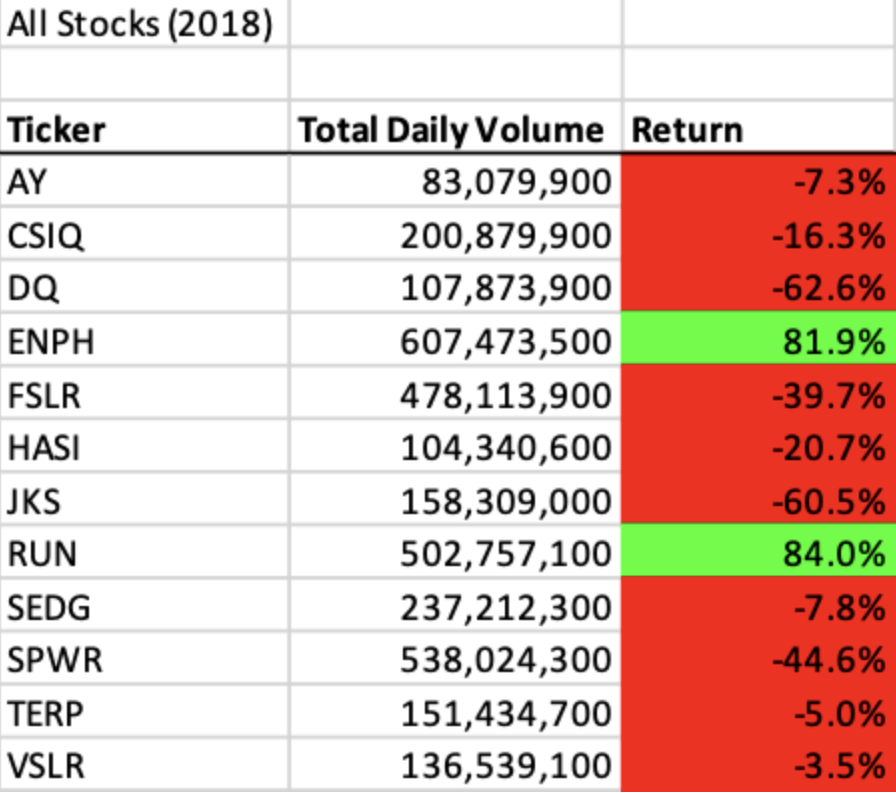 All Stocks (2018)
Ticker Total Daily Volume Return
AY 83,079,900 -7.3%
CSIQ 200,879,900 -16.3%
DQ 107,873,900 -62.6%
ENPH 607,473,500 81.9%
FSLR 478,113,900 -39.7%
HASI 104,340,600 -20.7%
JKS 158,309,000 -60.5%
RUN 502,757,100 84.0%
SEDG 237,212,300 -7.8%
SPWR 538,024,300 -44.6%
TERP 151,434,700 -5.0%
VSLR 136,539,100 -3.5%